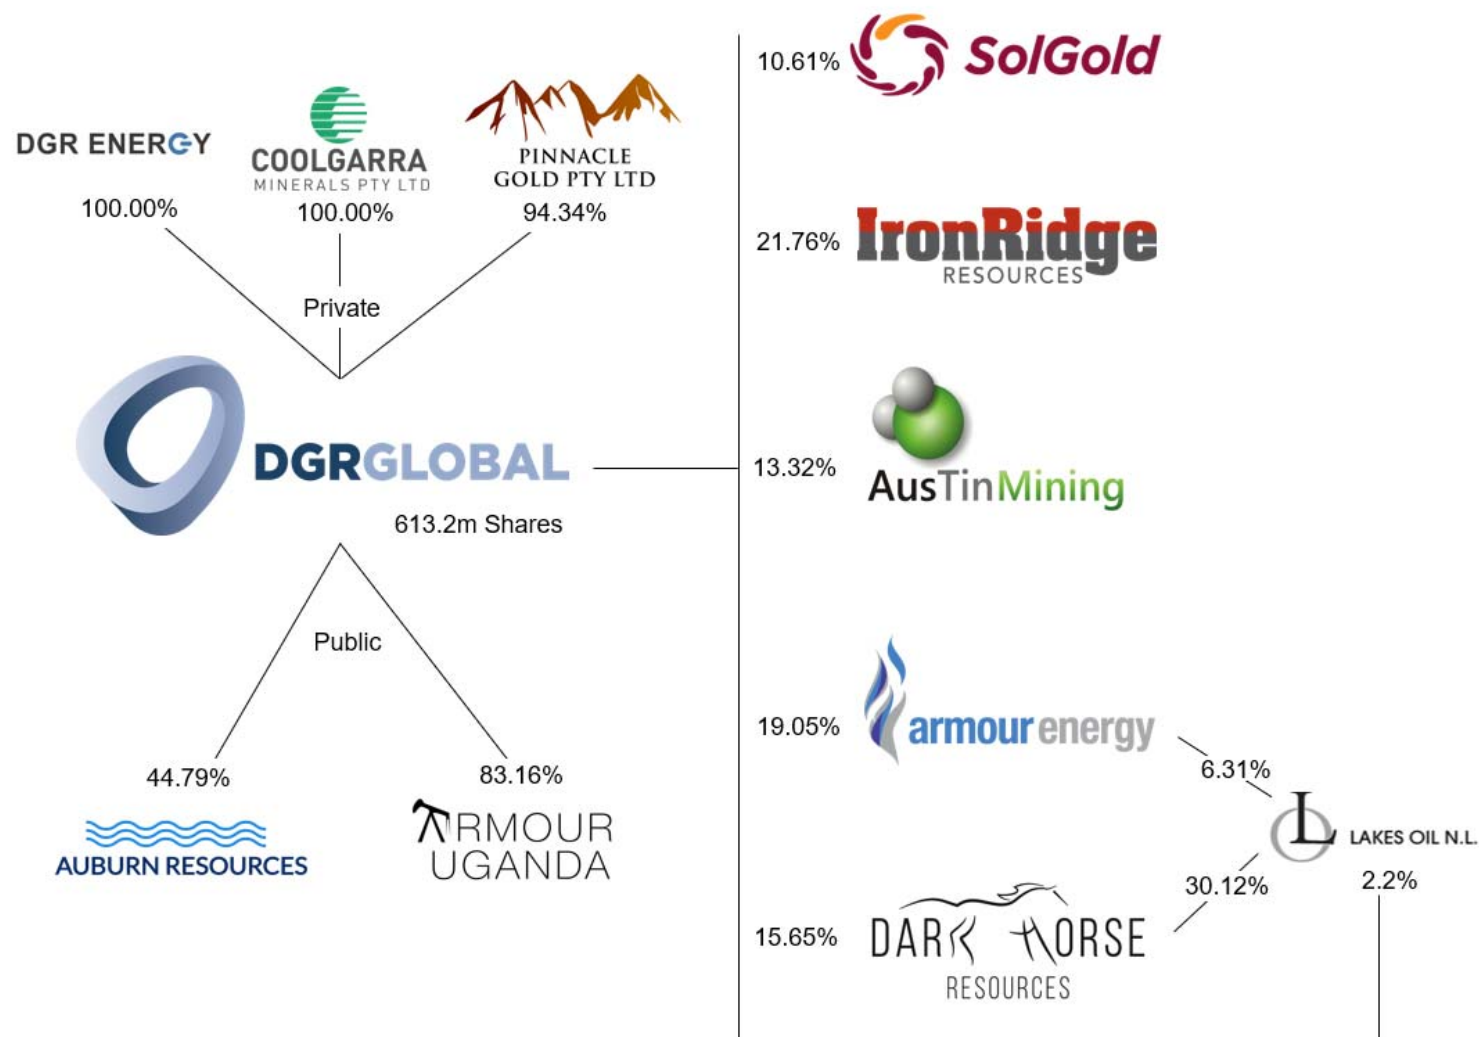 DGR ENERGY
100.00%
COOLGARRA
MINERALS PTY LTD
100.00%
PINNACLE
GOLD PTY LTD
94.34%
Private
DGRGLOBAL
613.2m Shares
Public
44.79%
AUBURN RESOURCES
83.16%
ARMOUR
UGANDA
10.61%
SolGold
21.76%
IronRidge
RESOURCES
13.32%
AusTinMining
19.05%
armour energy
6.31%
LO
LAKES OIL N.L.
30.12%
2.2%
15.65%
DARK HORSE
RESOURCES